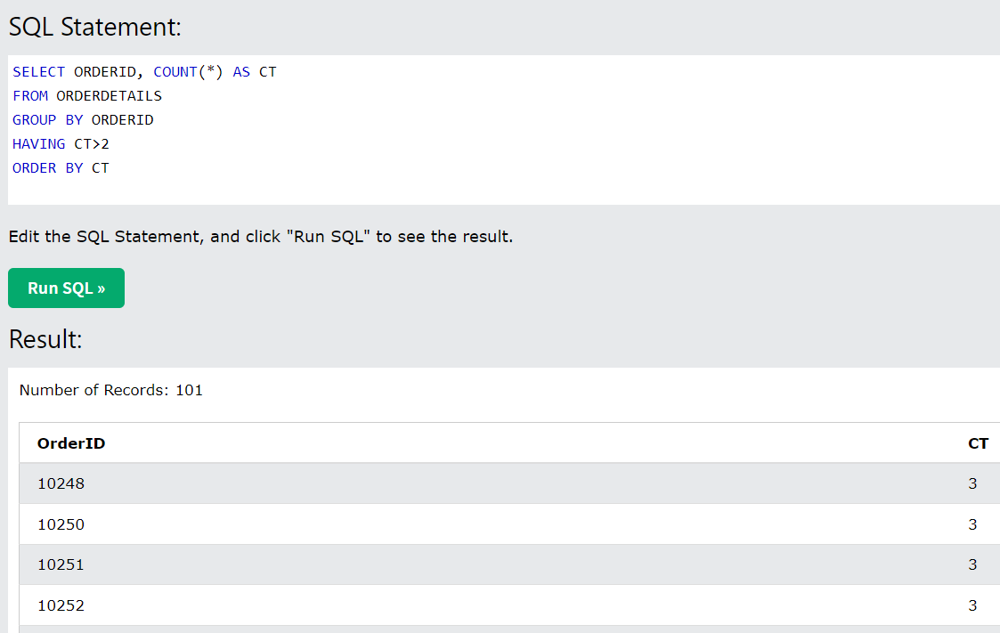 SQL Statement:
SELECT ORDERID, COUNT(*) AS CT
FROM ORDERDETAILS
GROUP BY ORDERID
HAVING CT>2
ORDER BY CT
Edit the SQL Statement, and click "Run SQL" to see the result.
Run SQL »
Result:
Number of Records: 101
OrderID CT
10248 3
10250 3
10251 3
10252 3